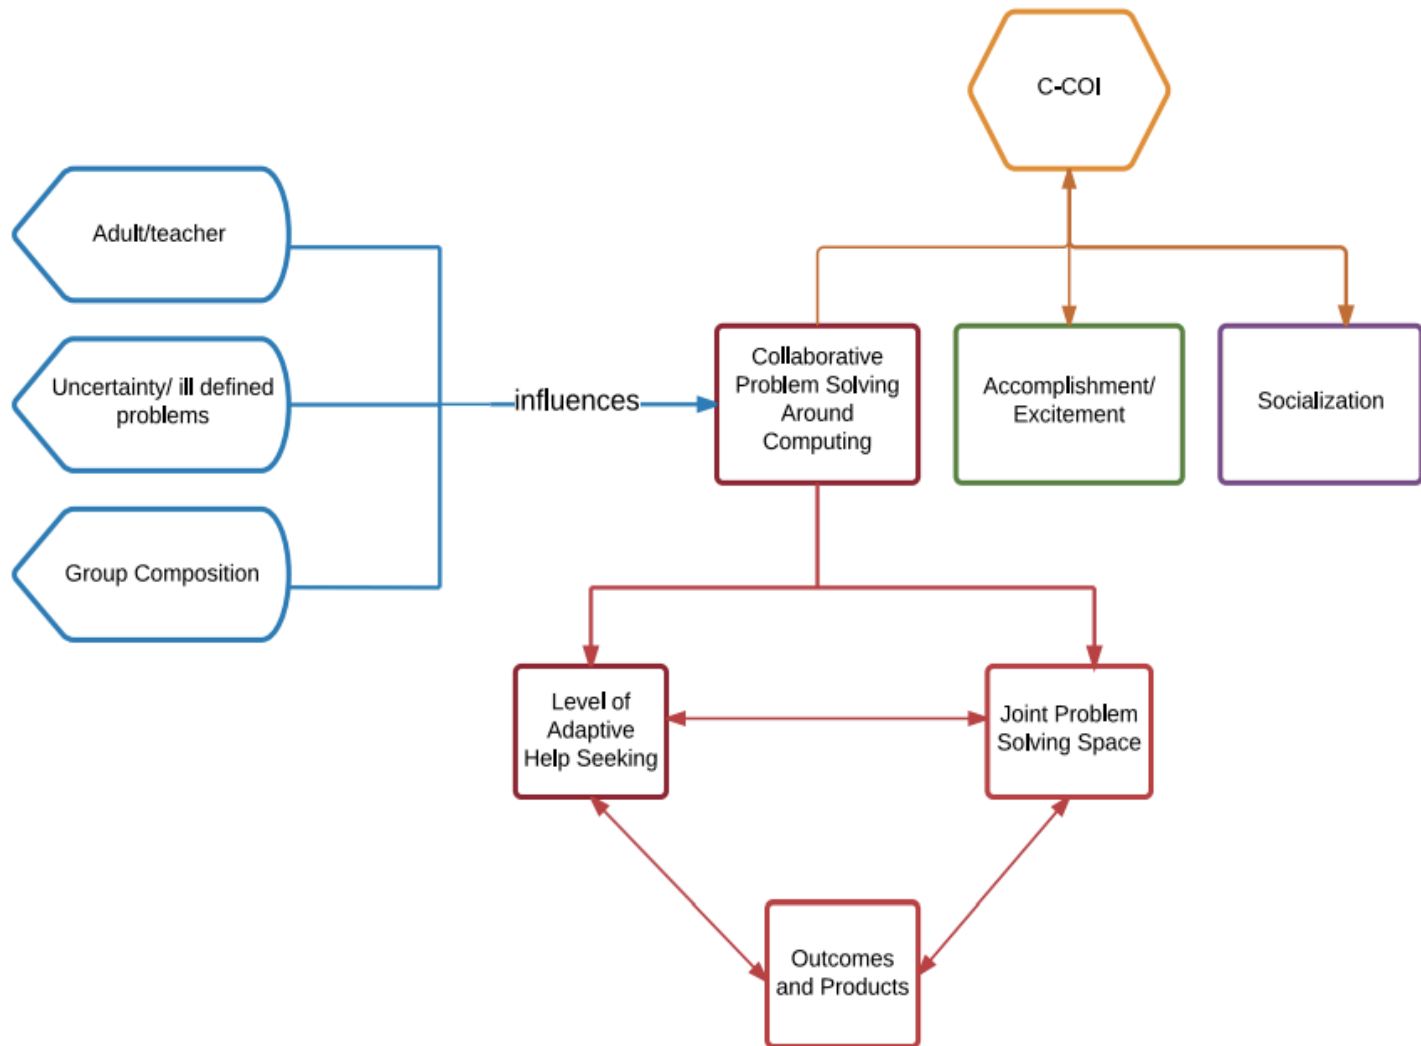 C-COI
Adult/teacher
Uncertainty/ ill defined
problems
Group Composition
influences
Collaborative
Problem Solving
Around
Computing
Accomplishment/
Excitement
Socialization
Level of
Adaptive
Help Seeking
Joint Problem
Solving Space
Outcomes
and Products